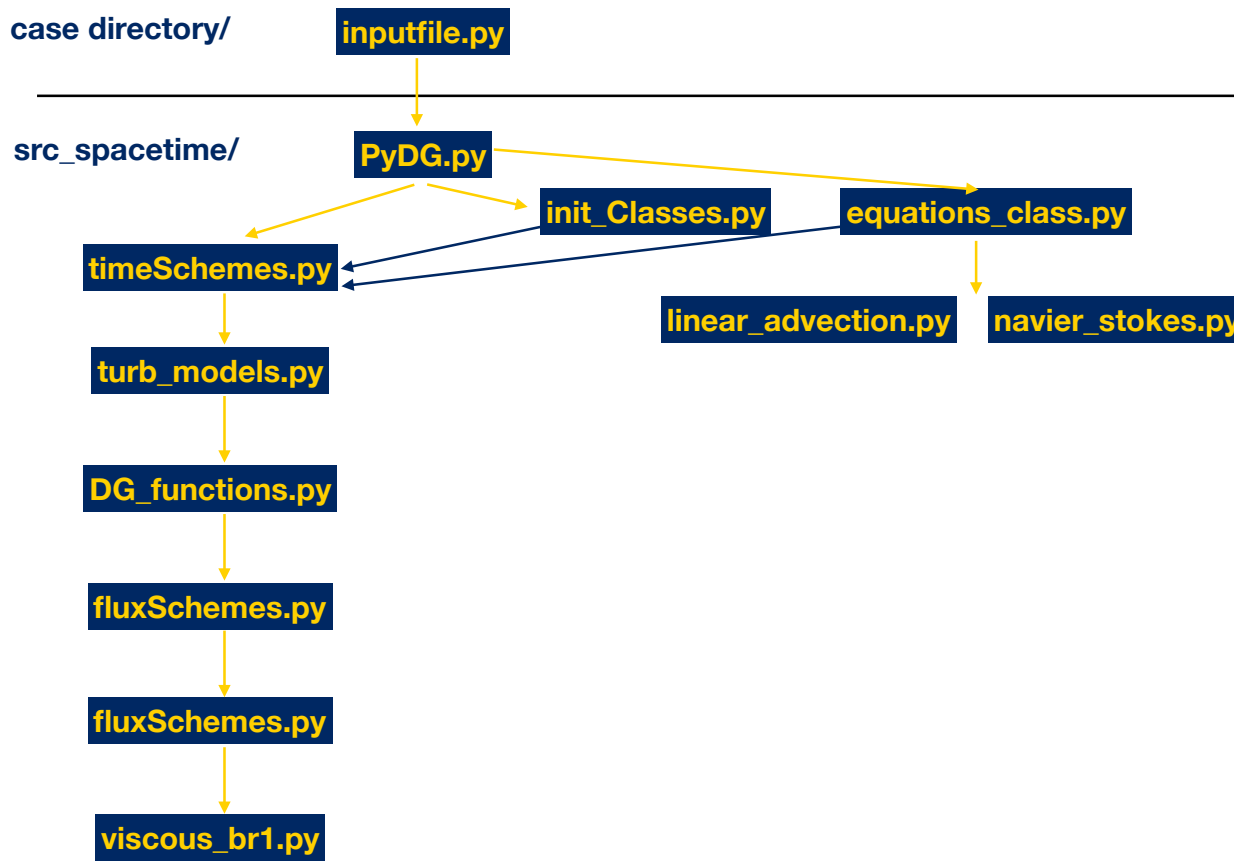 case directory/
inputfile.py
src_spacetime/
PyDG.py
init_Classes.py
equations_class.py
timeSchemes.py
linear_advection.py
navier_stokes.py
turb_models.py
DG_functions.py
fluxSchemes.py
fluxSchemes.py
viscous_br1.py